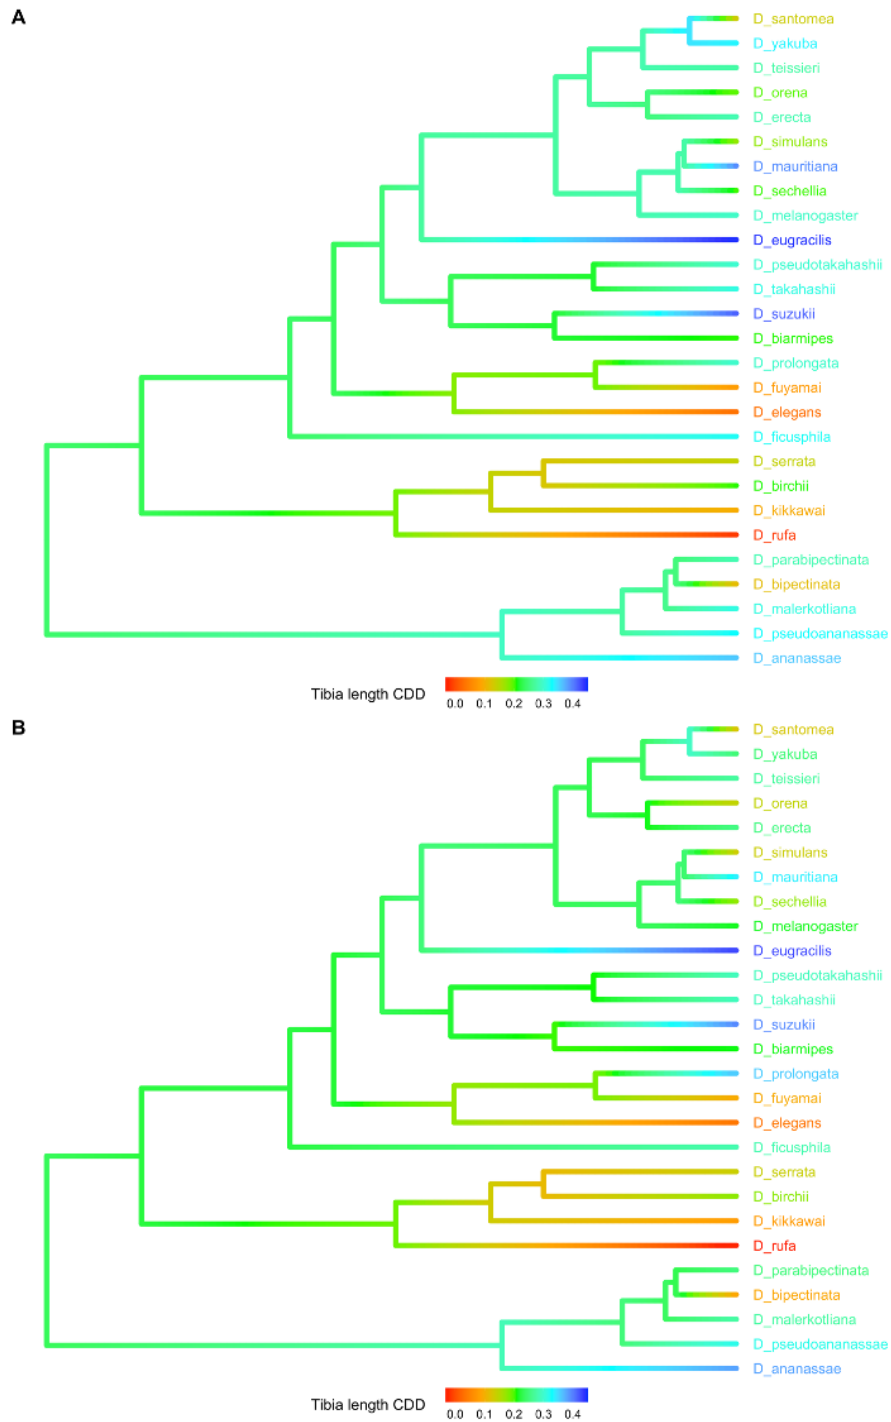 A
D_santomea
D_yakuba
D_teissieri
D_orena
D_erecta
D_simulans
D_mauritiana
D_sechellia
D_melanogaster
D_eugracilis
D_pseudotakahashii
D_takahashii
D_suzukii
D_biarmipes
D_prolongata
D_fuyamai
D_elegans
D_ficusphila
D_serrata
D_birchii
D_kikkawai
D_rufa
D_parabipectinata
D_bipectinata
D_malerkotliana
D_pseudoananassae
D_ananassae
Tibia length CDD
0.0 0.1 0.2 0.3 0.4
B
D_santomea
D_yakuba
D_teissieri
D_orena
D_erecta
D_simulans
D_mauritiana
D_sechellia
D_melanogaster
D_eugracilis
D_pseudotakahashii
D_takahashii
D_suzukii
D_biarmipes
D_prolongata
D_fuyamai
D_elegans
D_ficusphila
D_serrata
D_birchii
D_kikkawai
D_rufa
D_parabipectinata
D_bipectinata
D_malerkotliana
D_pseudoananassae
D_ananassae
Tibia length CDD
0.0 0.1 0.2 0.3 0.4